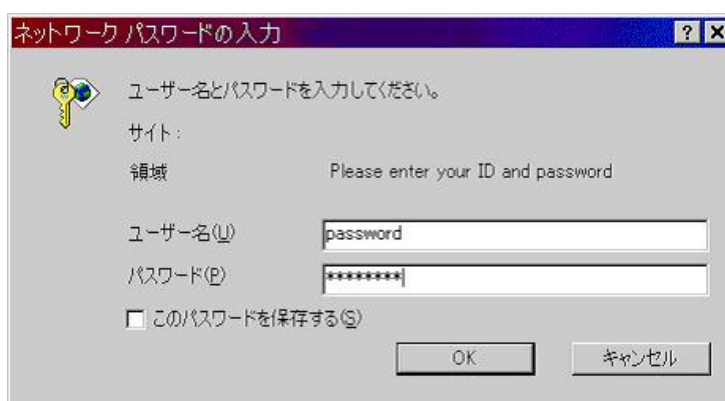 ネットワーク パスワードの入力
ユーザー名とパスワードを入力してください。
サイト:
領域 Please enter your ID and password
ユーザー名(U) password
パスワード(P) ********
このパスワードを保存する(S)
OK キャンセル